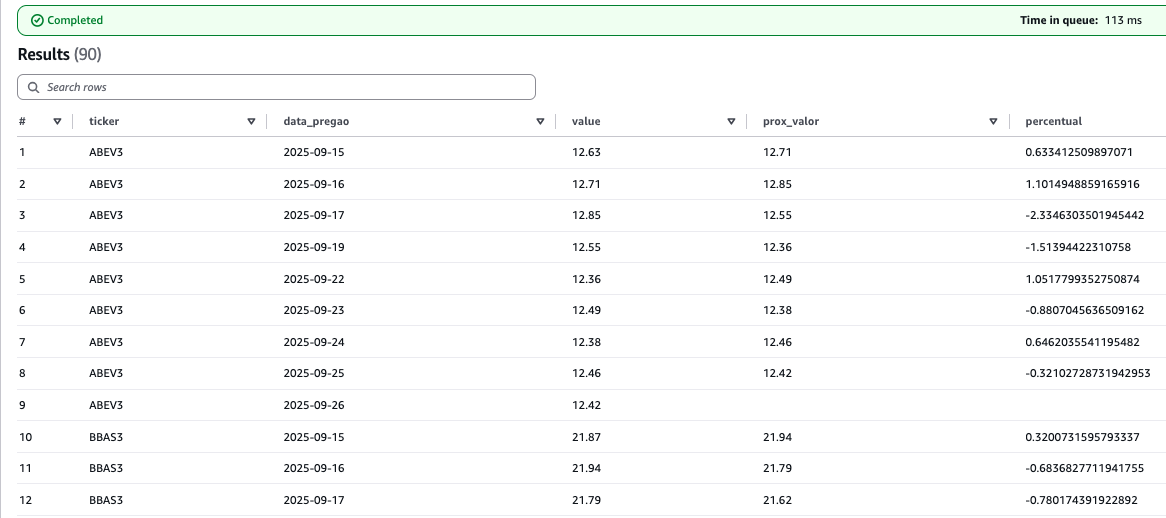 Completed Time in queue: 113 ms
Results (90)
Search rows
# ticker data_pregao value prox_valor percentual
1 ABEV3 2025-09-15 12.63 12.71 0.633412509897071
2 ABEV3 2025-09-16 12.71 12.85 1.1014948859165916
3 ABEV3 2025-09-17 12.85 12.55 -2.3346303501945442
4 ABEV3 2025-09-19 12.55 12.36 -1.51394422310758
5 ABEV3 2025-09-22 12.36 12.49 1.0517799352750874
6 ABEV3 2025-09-23 12.49 12.38 -0.8807045636509162
7 ABEV3 2025-09-24 12.38 12.46 0.6462035541195482
8 ABEV3 2025-09-25 12.46 12.42 -0.32102728731942953
9 ABEV3 2025-09-26 12.42
10 BBAS3 2025-09-15 21.87 21.94 0.3200731595793337
11 BBAS3 2025-09-16 21.94 21.79 -0.6836827711941755
12 BBAS3 2025-09-17 21.79 21.62 -0.780174391922892